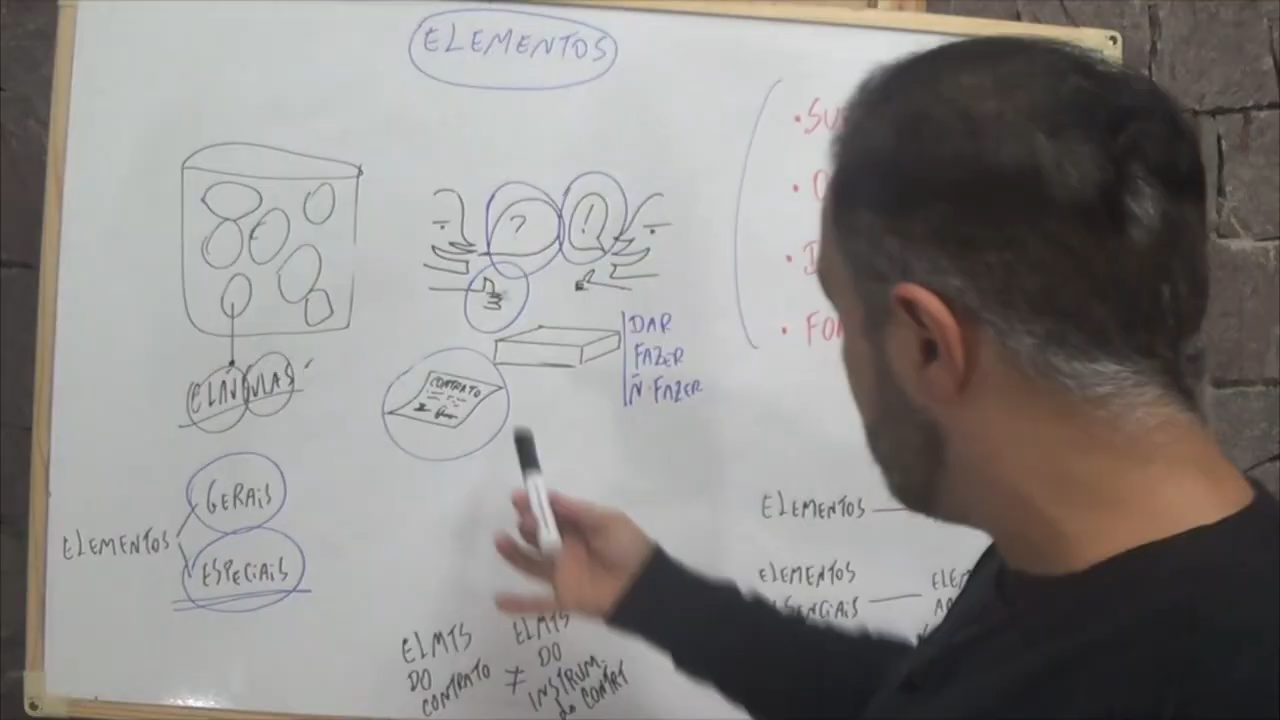 ELEMENTOS
?
!
DAR
FAZER
Ñ. FAZER
CONTRATO
CLÁUSULAS
ELEMENTOS
GERAIS
ESPECIAIS
ELMTS
DO
CONTRATO
≠
ELMTS
DO
INSTRUM.
do CONTRT
ELEMENTOS
ELEMENTOS